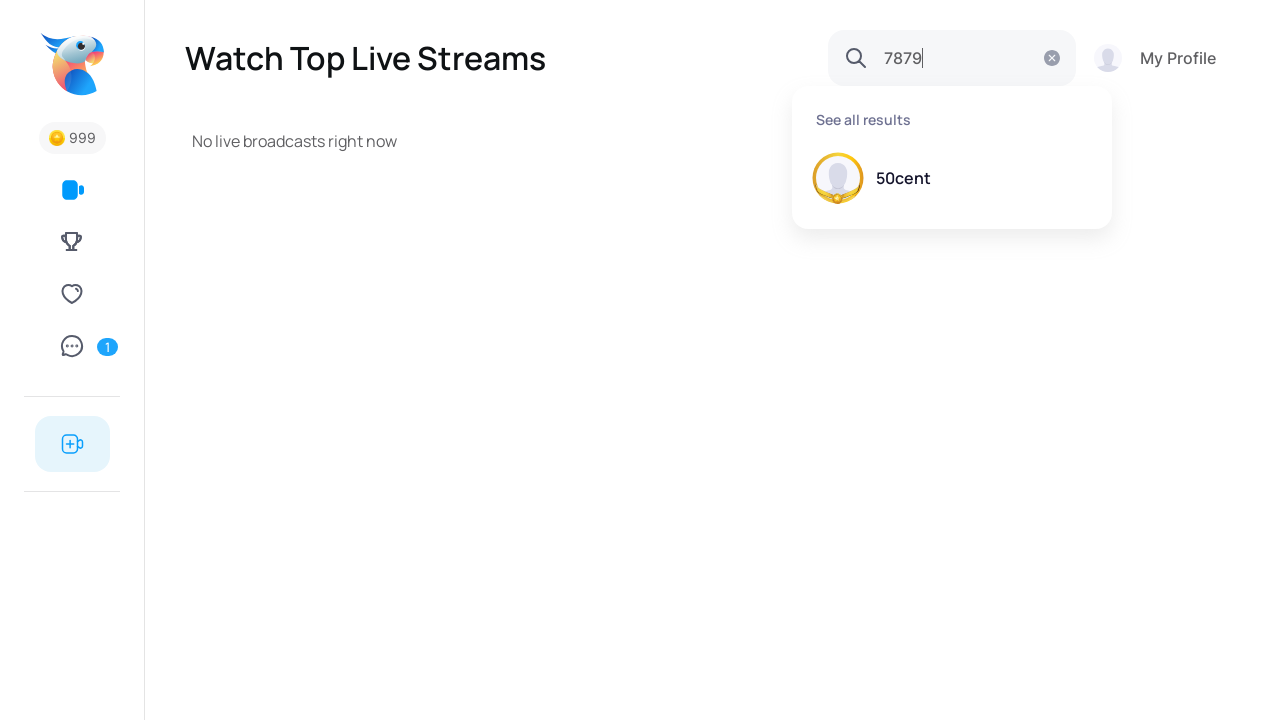 Watch Top Live Streams
7879
My Profile
See all results
50cent
999
No live broadcasts right now
1